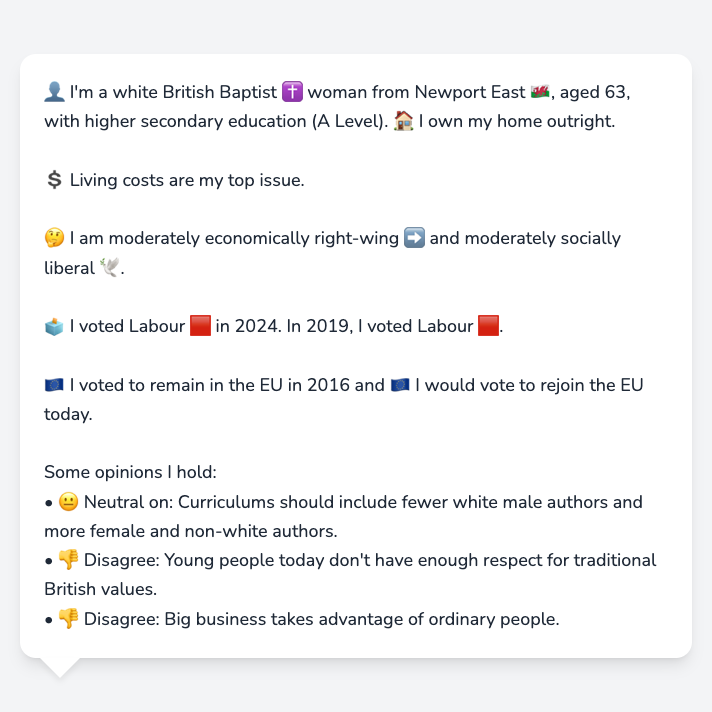 👤 I'm a white British Baptist ✝️ woman from Newport East 🏴󠁧󠁢󠁷󠁬󠁳󠁿, aged 63,
with higher secondary education (A Level). 🏠 I own my home outright.
💲 Living costs are my top issue.
🤔 I am moderately economically right-wing ➡️ and moderately socially
liberal 🕊️.
🗳️ I voted Labour 🟥 in 2024. In 2019, I voted Labour 🟥.
🇪🇺 I voted to remain in the EU in 2016 and 🇪🇺 I would vote to rejoin the EU
today.
Some opinions I hold:
• 😐 Neutral on: Curriculums should include fewer white male authors and
more female and non-white authors.
• 👎 Disagree: Young people today don't have enough respect for traditional
British values.
• 👎 Disagree: Big business takes advantage of ordinary people.